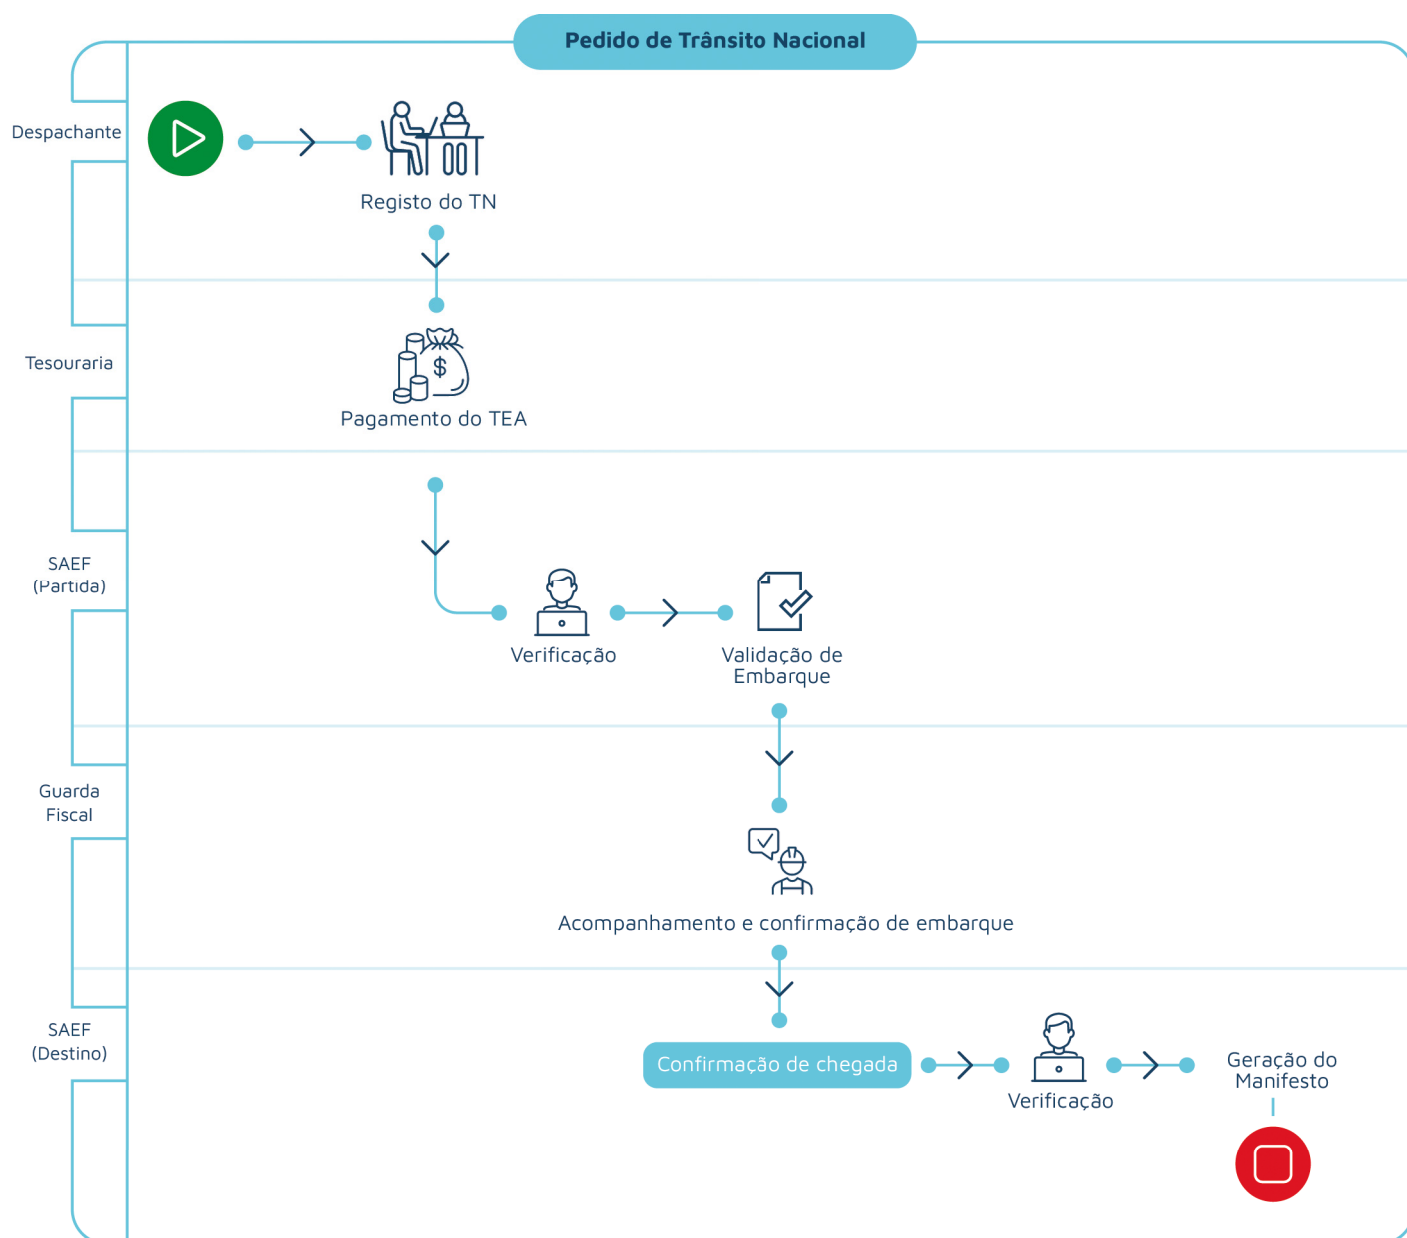 Pedido de Trânsito Nacional
Despachante
Registo do TN
Tesouraria
$
Pagamento do TEA
SAEF
(Partida)
Verificação
Validação de
Embarque
Guarda
Fiscal
Acompanhamento e confirmação de embarque
SAEF
(Destino)
Confirmação de chegada
Verificação
Geração do
Manifesto